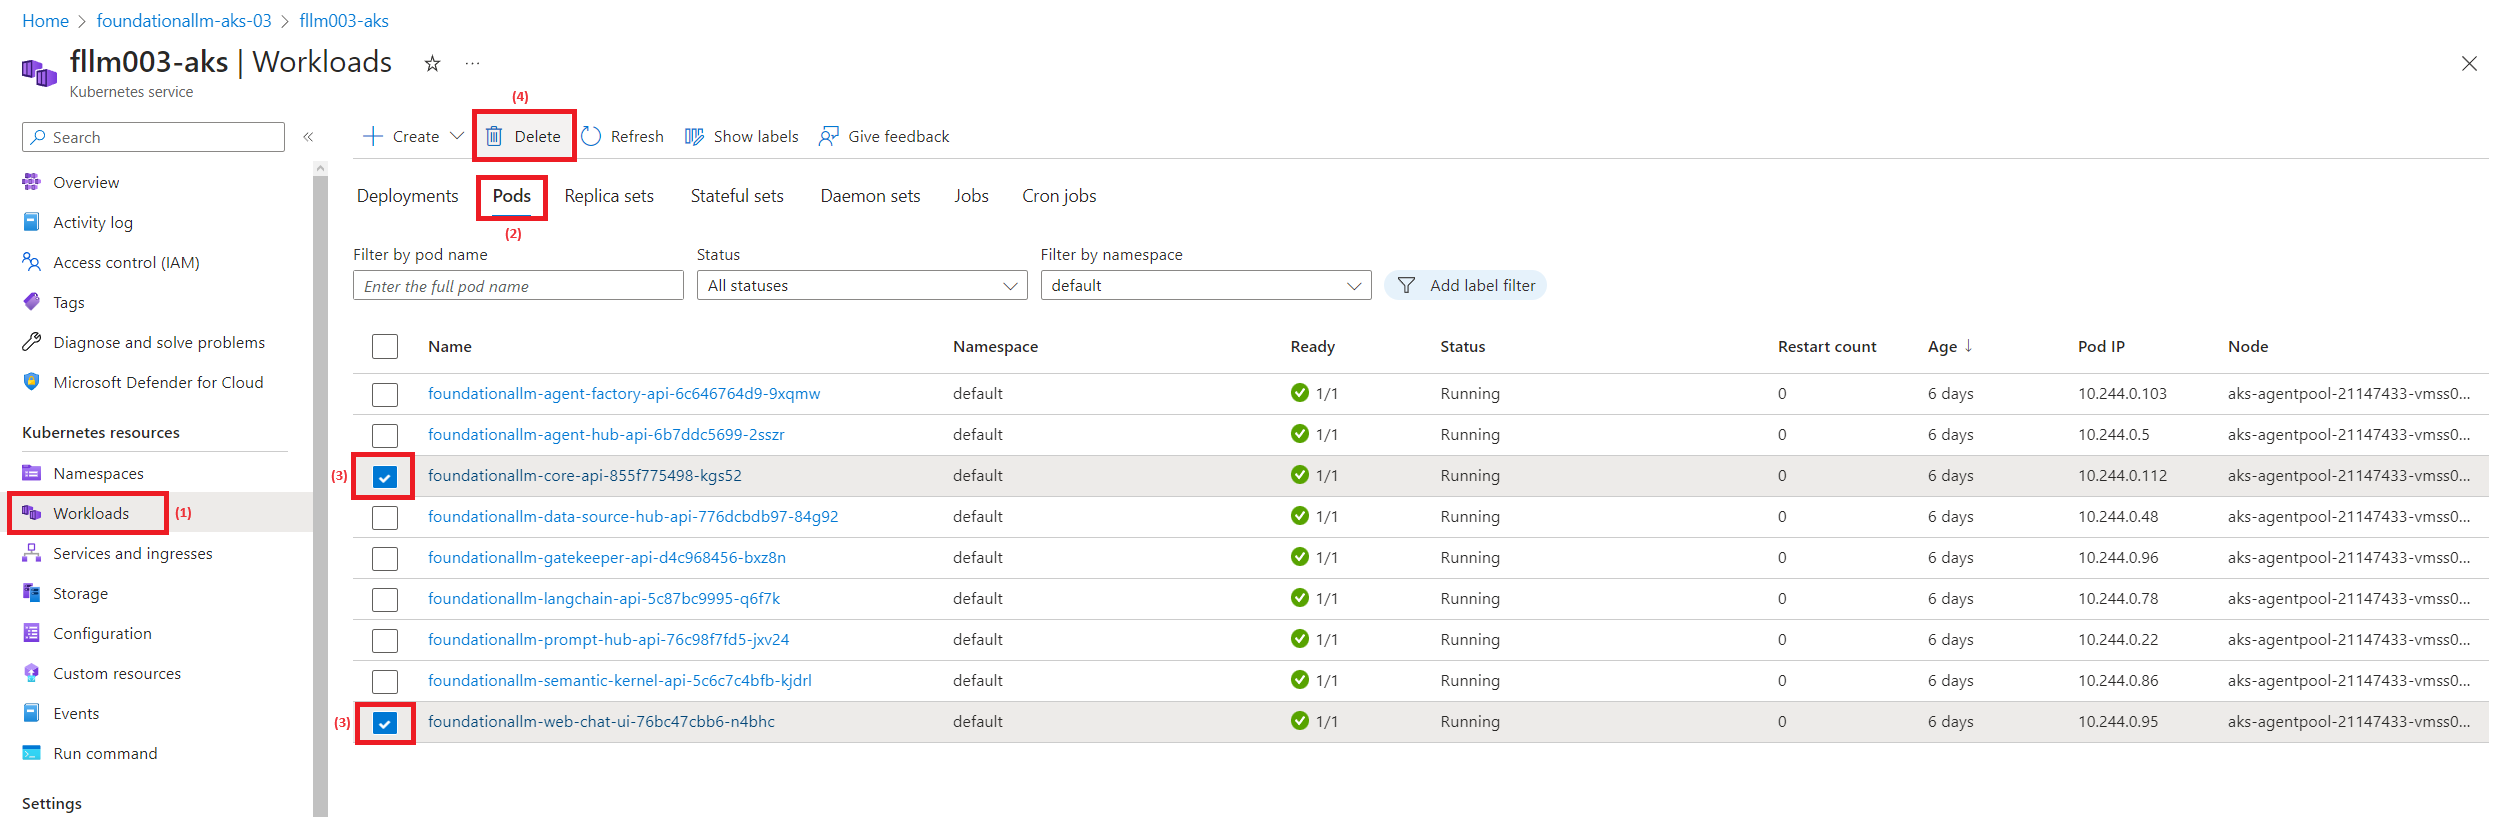 Home > foundationallm-aks-03 > fllm003-aks
fllm003-aks | Workloads ☆ ...
Kubernetes service
Search «
Overview
Activity log
Access control (IAM)
Tags
Diagnose and solve problems
Microsoft Defender for Cloud
Kubernetes resources
Namespaces
Workloads (1)
Services and ingresses
Storage
Configuration
Custom resources
Events
Run command
Settings
(4)
Create Delete Refresh Show labels Give feedback
Deployments Pods Replica sets Stateful sets Daemon sets Jobs Cron jobs
(2)
Filter by pod name Status Filter by namespace
Enter the full pod name All statuses default Add label filter
Name Namespace Ready Status Restart count Age ↓ Pod IP Node
foundationallm-agent-factory-api-6c646764d9-9xqmw default 1/1 Running 0 6 days 10.244.0.103 aks-agentpool-21147433-vmss0...
foundationallm-agent-hub-api-6b7ddc5699-2sszr default 1/1 Running 0 6 days 10.244.0.5 aks-agentpool-21147433-vmss0...
(3) foundationallm-core-api-855f775498-kgs52 default 1/1 Running 0 6 days 10.244.0.112 aks-agentpool-21147433-vmss0...
foundationallm-data-source-hub-api-776dcbdb97-84g92 default 1/1 Running 0 6 days 10.244.0.48 aks-agentpool-21147433-vmss0...
foundationallm-gatekeeper-api-d4c968456-bxz8n default 1/1 Running 0 6 days 10.244.0.96 aks-agentpool-21147433-vmss0...
foundationallm-langchain-api-5c87bc9995-q6f7k default 1/1 Running 0 6 days 10.244.0.78 aks-agentpool-21147433-vmss0...
foundationallm-prompt-hub-api-76c98f7fd5-jxv24 default 1/1 Running 0 6 days 10.244.0.22 aks-agentpool-21147433-vmss0...
foundationallm-semantic-kernel-api-5c6c7c4bfb-kjdrl default 1/1 Running 0 6 days 10.244.0.86 aks-agentpool-21147433-vmss0...
(3) foundationallm-web-chat-ui-76bc47cbb6-n4bhc default 1/1 Running 0 6 days 10.244.0.95 aks-agentpool-21147433-vmss0...